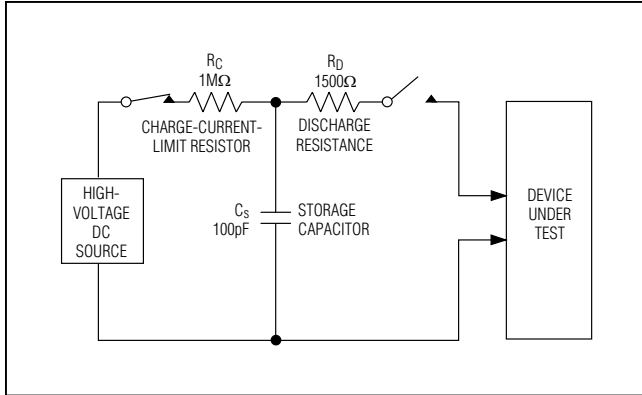 R_C
1MΩ
CHARGE-CURRENT-
LIMIT RESISTOR
R_D
1500Ω
DISCHARGE
RESISTANCE
HIGH-
VOLTAGE
DC
SOURCE
C_S
100pF
STORAGE
CAPACITOR
DEVICE
UNDER
TEST